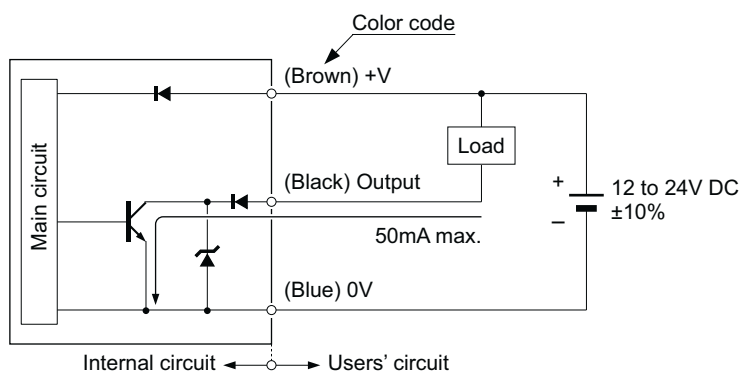 Color code
(Brown) +V
Main circuit
Load
(Black) Output
+
12 to 24V DC
−
±10%
50mA max.
(Blue) 0V
Internal circuit
Users' circuit